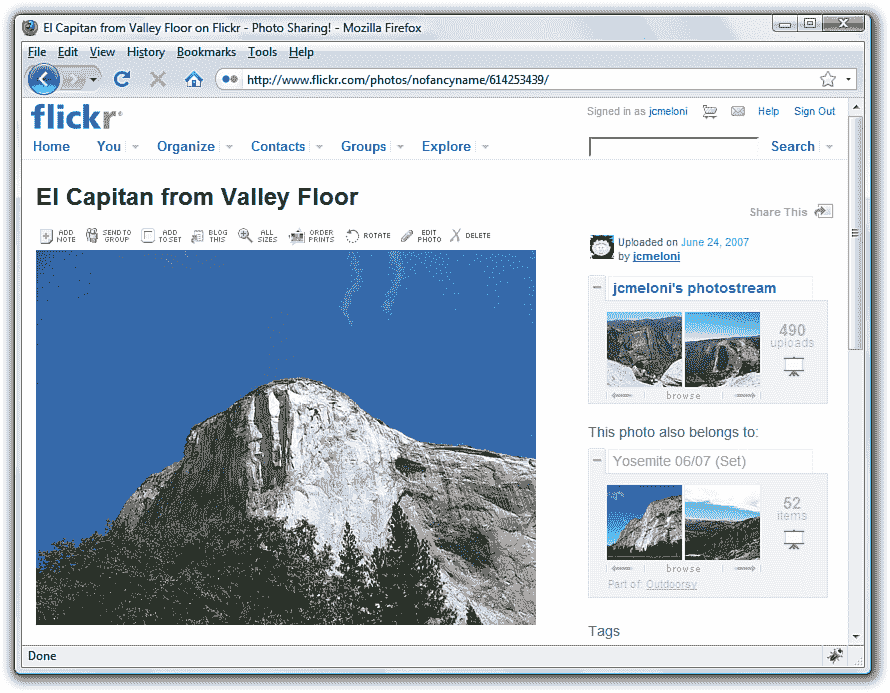 El Capitan from Valley Floor on Flickr - Photo Sharing! - Mozilla Firefox
File Edit View History Bookmarks Tools Help
http://www.flickr.com/photos/nofancyname/614253439/
flickr
Signed in as jcmeloni Help Sign Out
Home You Organize Contacts Groups Explore Search
El Capitan from Valley Floor
Share This
ADD NOTE SEND TO GROUP ADD TO SET BLOG THIS ALL SIZES ORDER PRINTS ROTATE EDIT PHOTO DELETE
Uploaded on June 24, 2007
by jcmeloni
jcmeloni's photostream
490
uploads
browse
This photo also belongs to:
Yosemite 06/07 (Set)
52
items
browse
Part of: Outdoorsy
Tags
Done